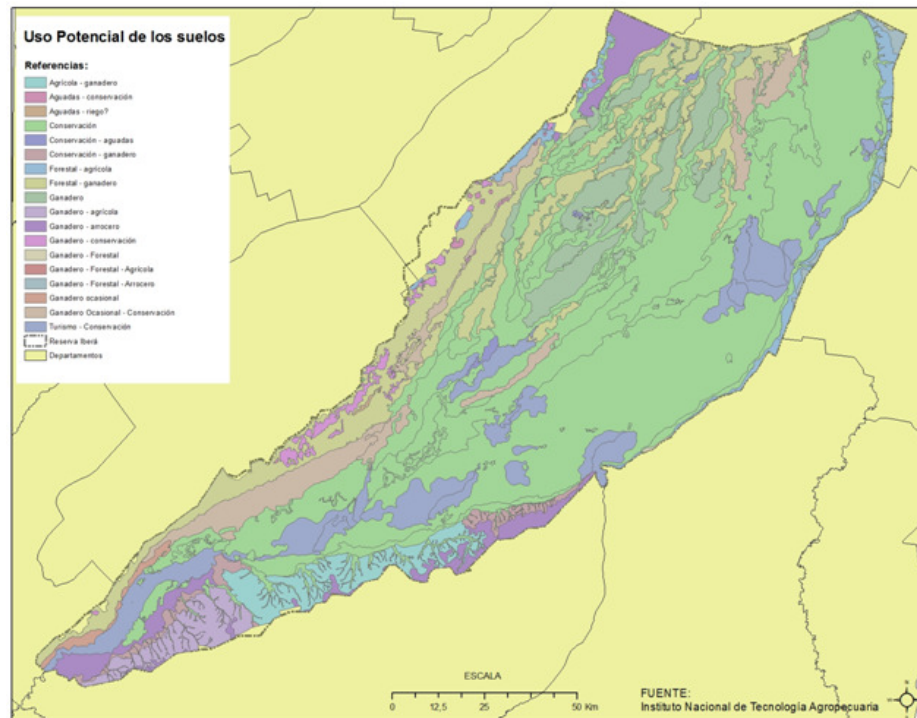 Uso Potencial de los suelos
Referencias:
Agrícola - ganadero
Aguadas - conservación
Aguadas - riego?
Conservación
Conservación - aguadas
Conservación - ganadero
Forestal - agrícola
Forestal - ganadero
Ganadero
Ganadero - agrícola
Ganadero - arrocero
Ganadero - conservación
Ganadero - Forestal
Ganadero - Forestal - Agrícola
Ganadero - Forestal - Arrocero
Ganadero ocasional
Ganadero Ocasional - Conservación
Turismo - Conservación
Reserva Iberá
Departamentos
ESCALA
0 12,5 25 50 Km
FUENTE:
Instituto Nacional de Tecnología Agropecuaria